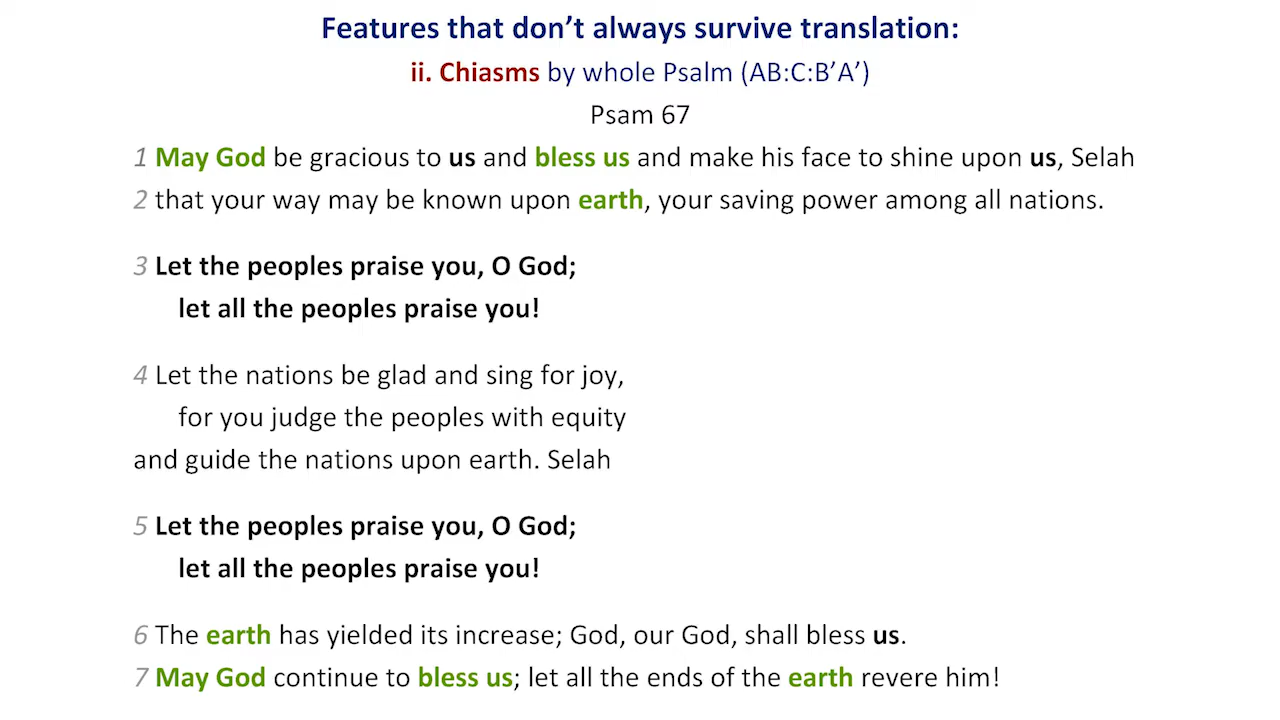 Features that don’t always survive translation:
ii. Chiasms by whole Psalm (AB:C:B’A’)
Psam 67
1 May God be gracious to us and bless us and make his face to shine upon us, Selah
2 that your way may be known upon earth, your saving power among all nations.
3 Let the peoples praise you, O God;
let all the peoples praise you!
4 Let the nations be glad and sing for joy,
for you judge the peoples with equity
and guide the nations upon earth. Selah
5 Let the peoples praise you, O God;
let all the peoples praise you!
6 The earth has yielded its increase; God, our God, shall bless us.
7 May God continue to bless us; let all the ends of the earth revere him!